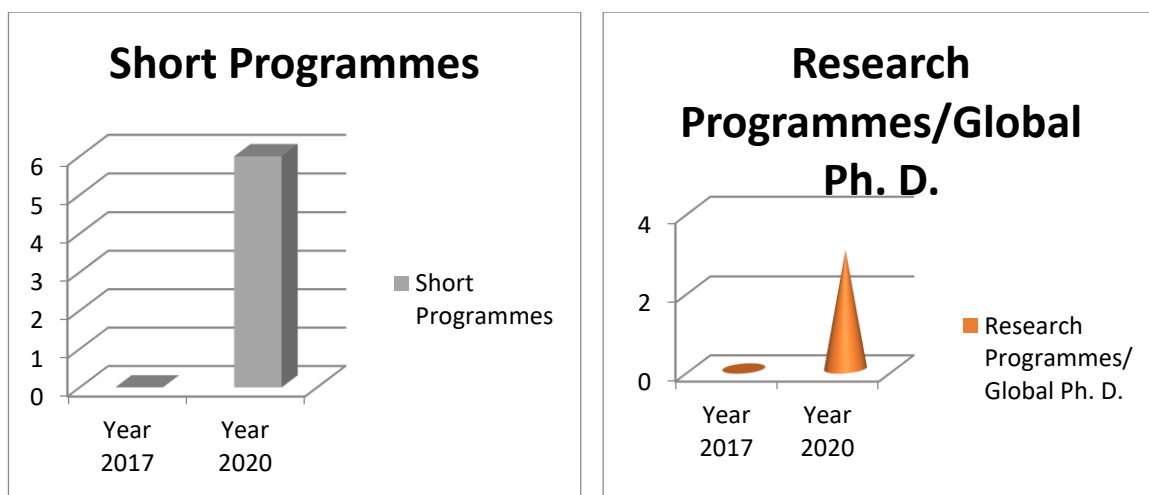 Short Programmes
6
5
4
3
2
1
0
Year
2017
Year
2020
Short
Programmes
Research
Programmes/Global
Ph. D.
4
2
0
Year
2017
Year
2020
Research
Programmes/
Global Ph. D.